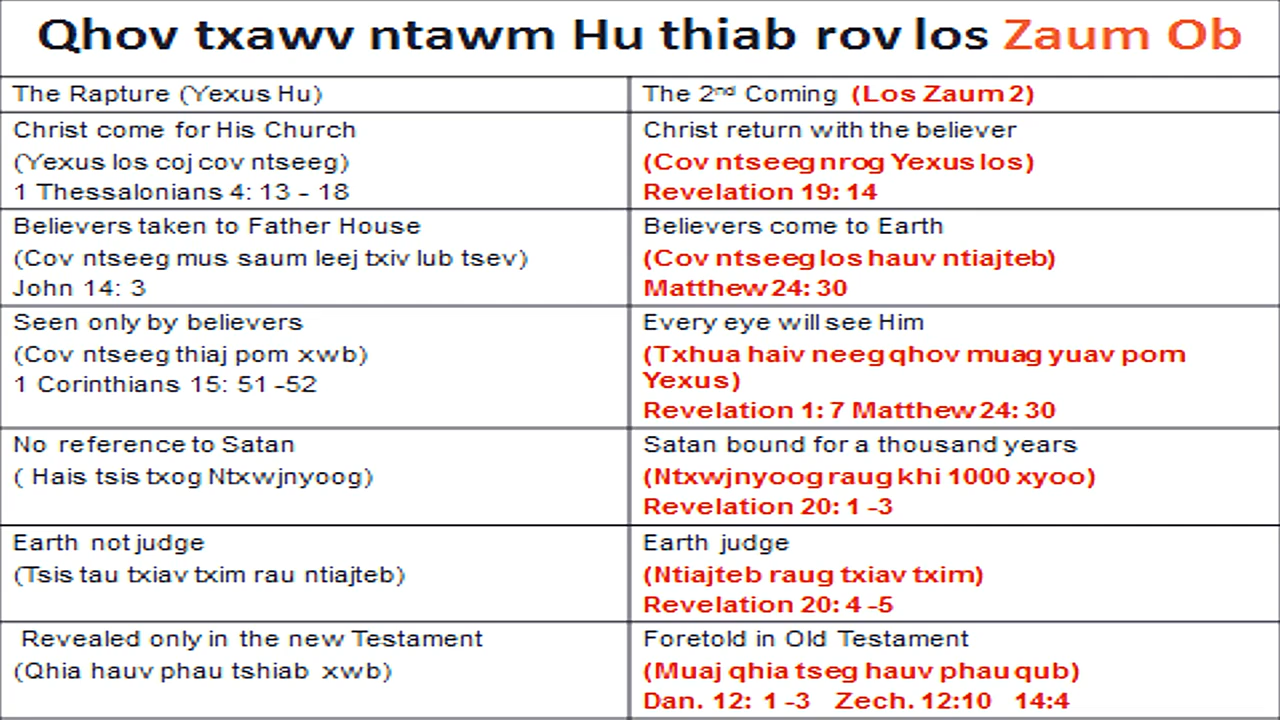 Qhov txawv ntawm Hu thiab rov los Zaum Ob
The Rapture (Yexus Hu)
The 2nd Coming (Los Zaum 2)
Christ come for His Church
(Yexus los coj cov ntseeg)
1 Thessalonians 4: 13 - 18
Christ return with the believer
(Cov ntseeg nrog Yexus los)
Revelation 19: 14
Believers taken to Father House
(Cov ntseeg mus saum leej txiv lub tsev)
John 14: 3
Believers come to Earth
(Cov ntseeg los hauv ntiajteb)
Matthew 24: 30
Seen only by believers
(Cov ntseeg thiaj pom xwb)
1 Corinthians 15: 51 -52
Every eye will see Him
(Txhua haiv neeg qhov muag yuav pom
Yexus)
Revelation 1: 7 Matthew 24: 30
No reference to Satan
( Hais tsis txog Ntxwjnyoog)
Satan bound for a thousand years
(Ntxwjnyoog raug khi 1000 xyoo)
Revelation 20: 1 -3
Earth not judge
(Tsis tau txiav txim rau ntiajteb)
Earth judge
(Ntiajteb raug txiav txim)
Revelation 20: 4 -5
Revealed only in the new Testament
(Qhia hauv phau tshiab xwb)
Foretold in Old Testament
(Muaj qhia tseg hauv phau qub)
Dan. 12: 1 -3 Zech. 12:10 14:4